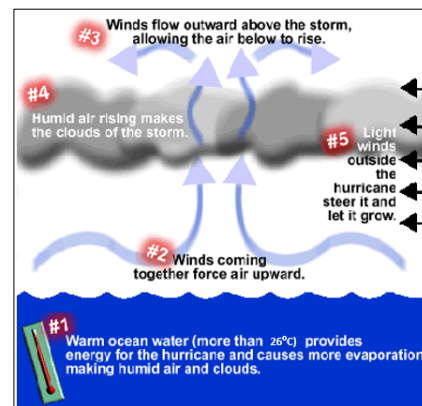 #3
Winds flow outward above the storm,
allowing the air below to rise.
#4
Humid air rising makes
the clouds of the storm.
#5
Light
winds
outside
the
hurricane
steer it and
let it grow.
#2
Winds coming
together force air upward.
#1
Warm ocean water (more than 26°C) provides
energy for the hurricane and causes more evaporation
making humid air and clouds.